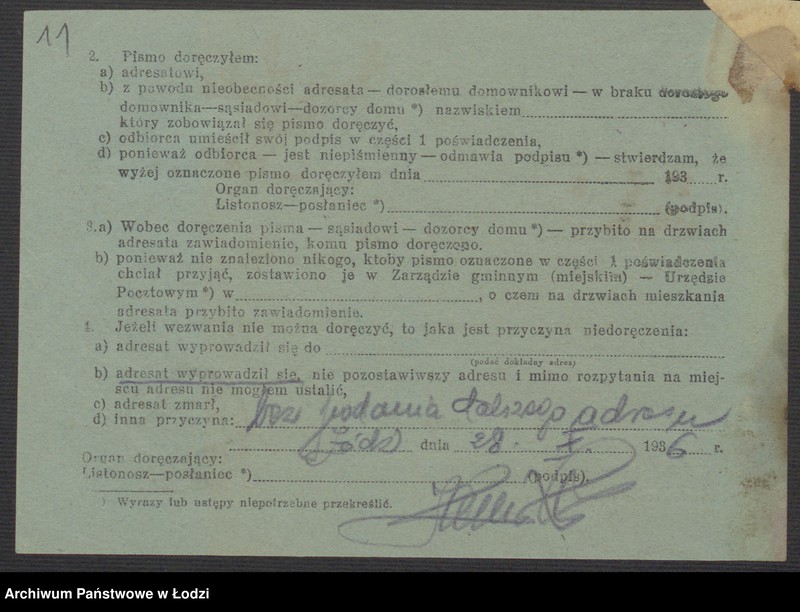 11
2. Pismo doręczyłem:
a) adresatowi,
b) z powodu nieobecności adresata — dorosłemu domownikowi — w braku dorosłego
domownika—sąsiadowi—dozorcy domu *) nazwiskiem
który zobowiązał się pismo doręczyć,
c) odbiorca umieścił swój podpis w części 1 poświadczenia,
d) ponieważ odbiorca — jest niepiśmienny — odmawia podpisu *) — stwierdzam, że
wyżej oznaczone pismo doręczyłem dnia 193 r.
Organ doręczający:
Listonosz—posłaniec *) (podpis).
3.a) Wobec doręczenia pisma — sąsiadowi — dozorcy domu *) — przybito na drzwiach
adresata zawiadomienie, komu pismo doręczono.
b) ponieważ nie znaleziono nikogo, ktoby pismo oznaczone w części 1 poświadczenia
chciał przyjąć, zostawiono je w Zarządzie gminnym (miejskim) — Urzędzie
Pocztowym *) w , o czem na drzwiach mieszkania
adresata przybito zawiadomienie.
4. Jeżeli wezwania nie można doręczyć, to jaka jest przyczyna niedoręczenia:
a) adresat wyprowadził się do
(podać dokładny adres)
b) adresat wyprowadził się, nie pozostawiwszy adresu i mimo rozpytania na miej-
scu adresu nie mogłem ustalić,
c) adresat zmarł,
d) inna przyczyna: bez podania dalszego adresu
Łódź dnia 28. X. 1936 r.
Organ doręczający:
Listonosz—posłaniec *) (podpis).
*) Wyrazy lub ustępy niepotrzebne przekreślić.
Archiwum Państwowe w Łodzi